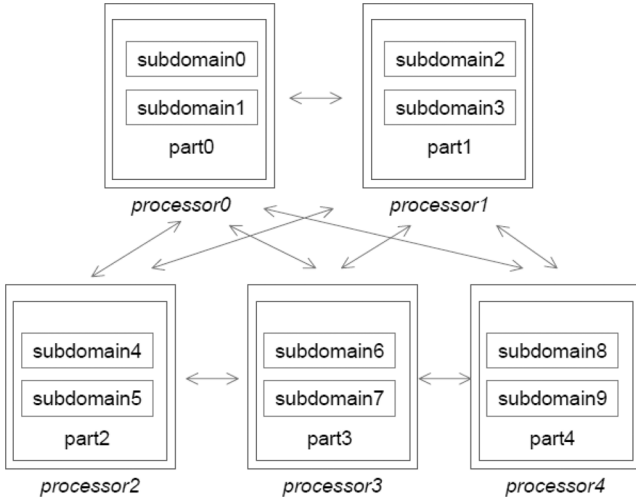 subdomain0
subdomain1
part0
processor0
subdomain2
subdomain3
part1
processor1
subdomain4
subdomain5
part2
processor2
subdomain6
subdomain7
part3
processor3
subdomain8
subdomain9
part4
processor4